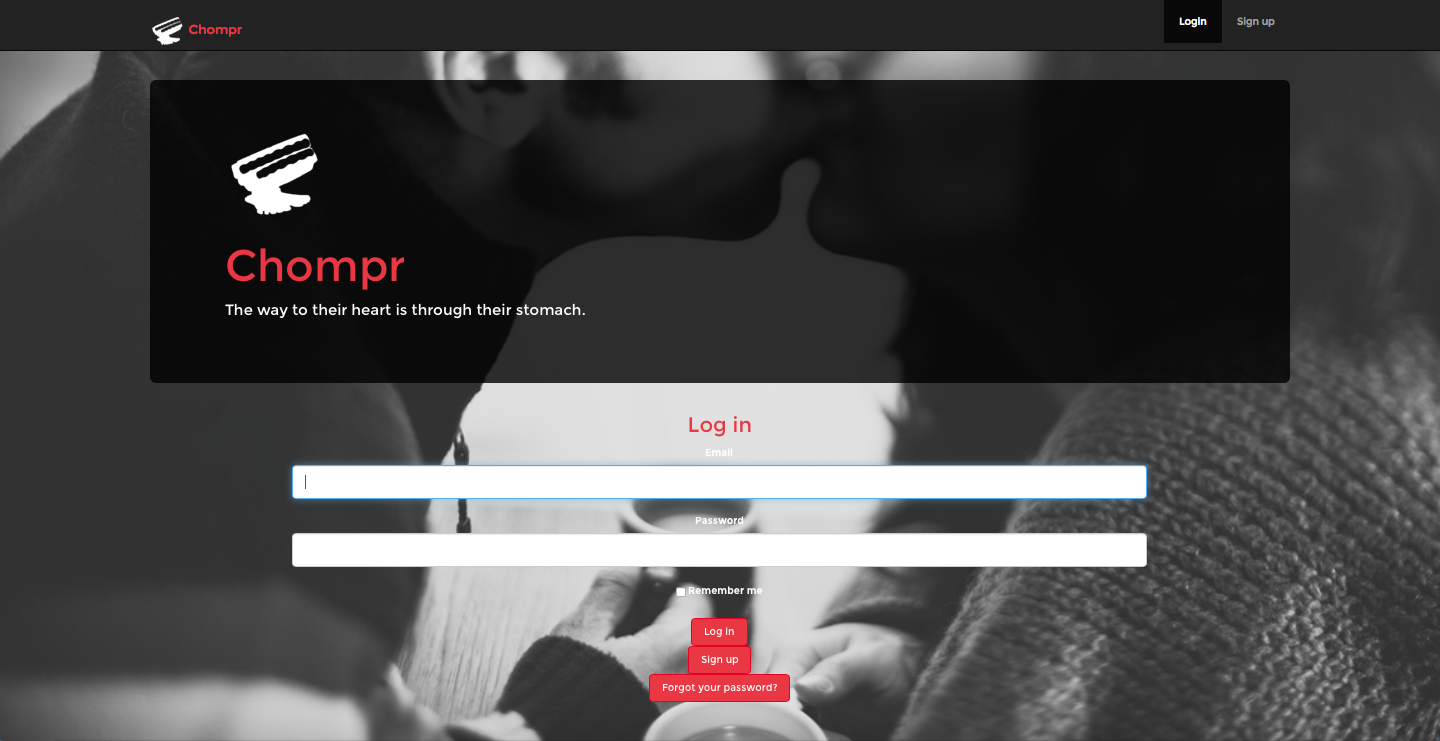 Chompr
Login
Sign up
Chompr
The way to their heart is through their stomach.
Log in
Email
Password
Remember me
Log in
Sign up
Forgot your password?